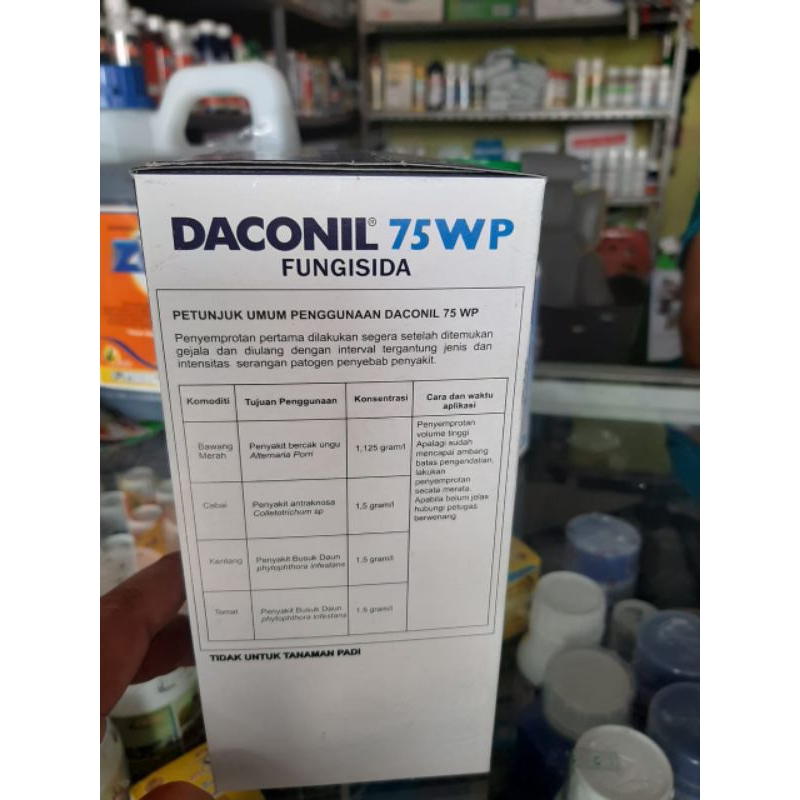 DACONIL® 75WP
FUNGISIDA
PETUNJUK UMUM PENGGUNAAN DACONIL 75 WP
Penyemprotan pertama dilakukan segera setelah ditemukan
gejala dan diulang dengan interval tergantung jenis dan
intensitas serangan patogen penyebab penyakit.
Komoditi Tujuan Penggunaan Konsentrasi Cara dan waktu
aplikasi
Bawang
Merah
Penyakit bercak ungu
Alternaria Porri
1,125 gram/l
Penyemprotan
volume tinggi
Apalagi sudah
mencapai ambang
batas pengendalian,
lakukan
penyemprotan
secara merata.
Apabila belum jelas
hubungi petugas
berwenang
Cabai
Penyakit antraknosa
Colletotrichum sp
1,5 gram/l
Kentang
Penyakit Busuk Daun
phytophthora infestans
1.5 gram/l
Tomat
Penyakit Busuk Daun
phytophthora infestans
1.5 gram/l
TIDAK UNTUK TANAMAN PADI